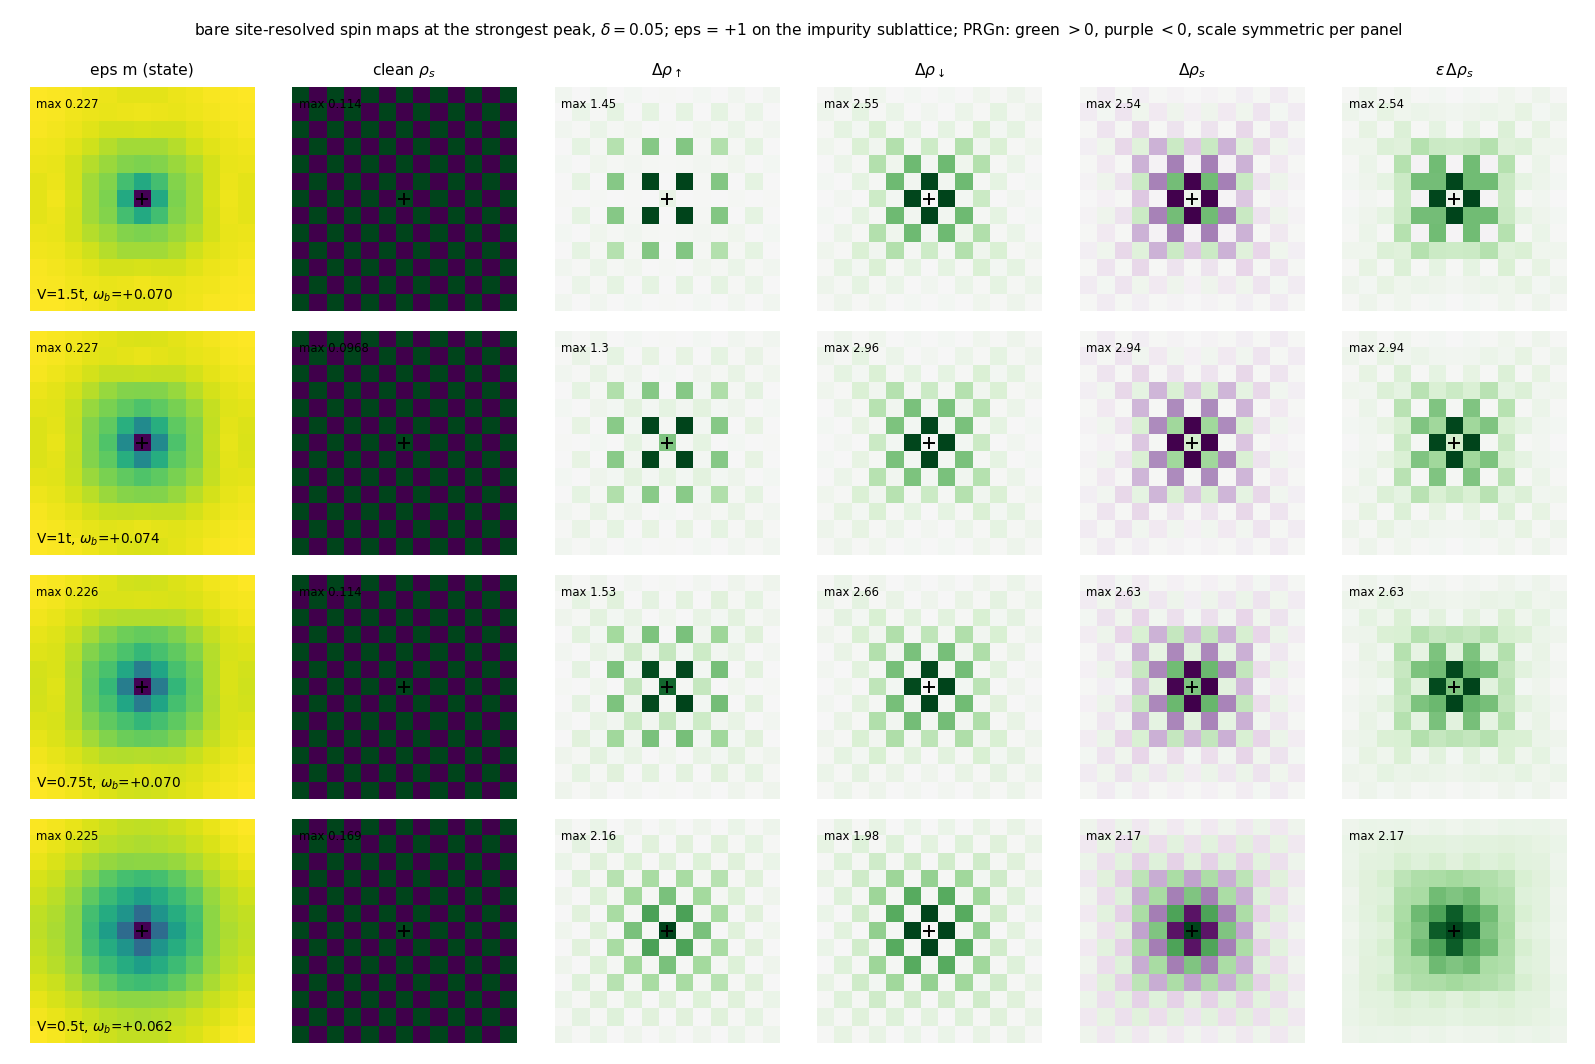 bare site-resolved spin maps at the strongest peak, δ = 0.05; eps = +1 on the impurity sublattice; PRGn: green > 0, purple < 0, scale symmetric per panel
eps m (state) clean ρₛ Δρ↑ Δρ↓ Δρₛ ε Δρₛ
max 0.227 max 0.114 max 1.45 max 2.55 max 2.54 max 2.54
V=1.5t, ω_b=+0.070
max 0.227 max 0.0968 max 1.3 max 2.96 max 2.94 max 2.94
V=1t, ω_b=+0.074
max 0.226 max 0.114 max 1.53 max 2.66 max 2.63 max 2.63
V=0.75t, ω_b=+0.070
max 0.225 max 0.169 max 2.16 max 1.98 max 2.17 max 2.17
V=0.5t, ω_b=+0.062